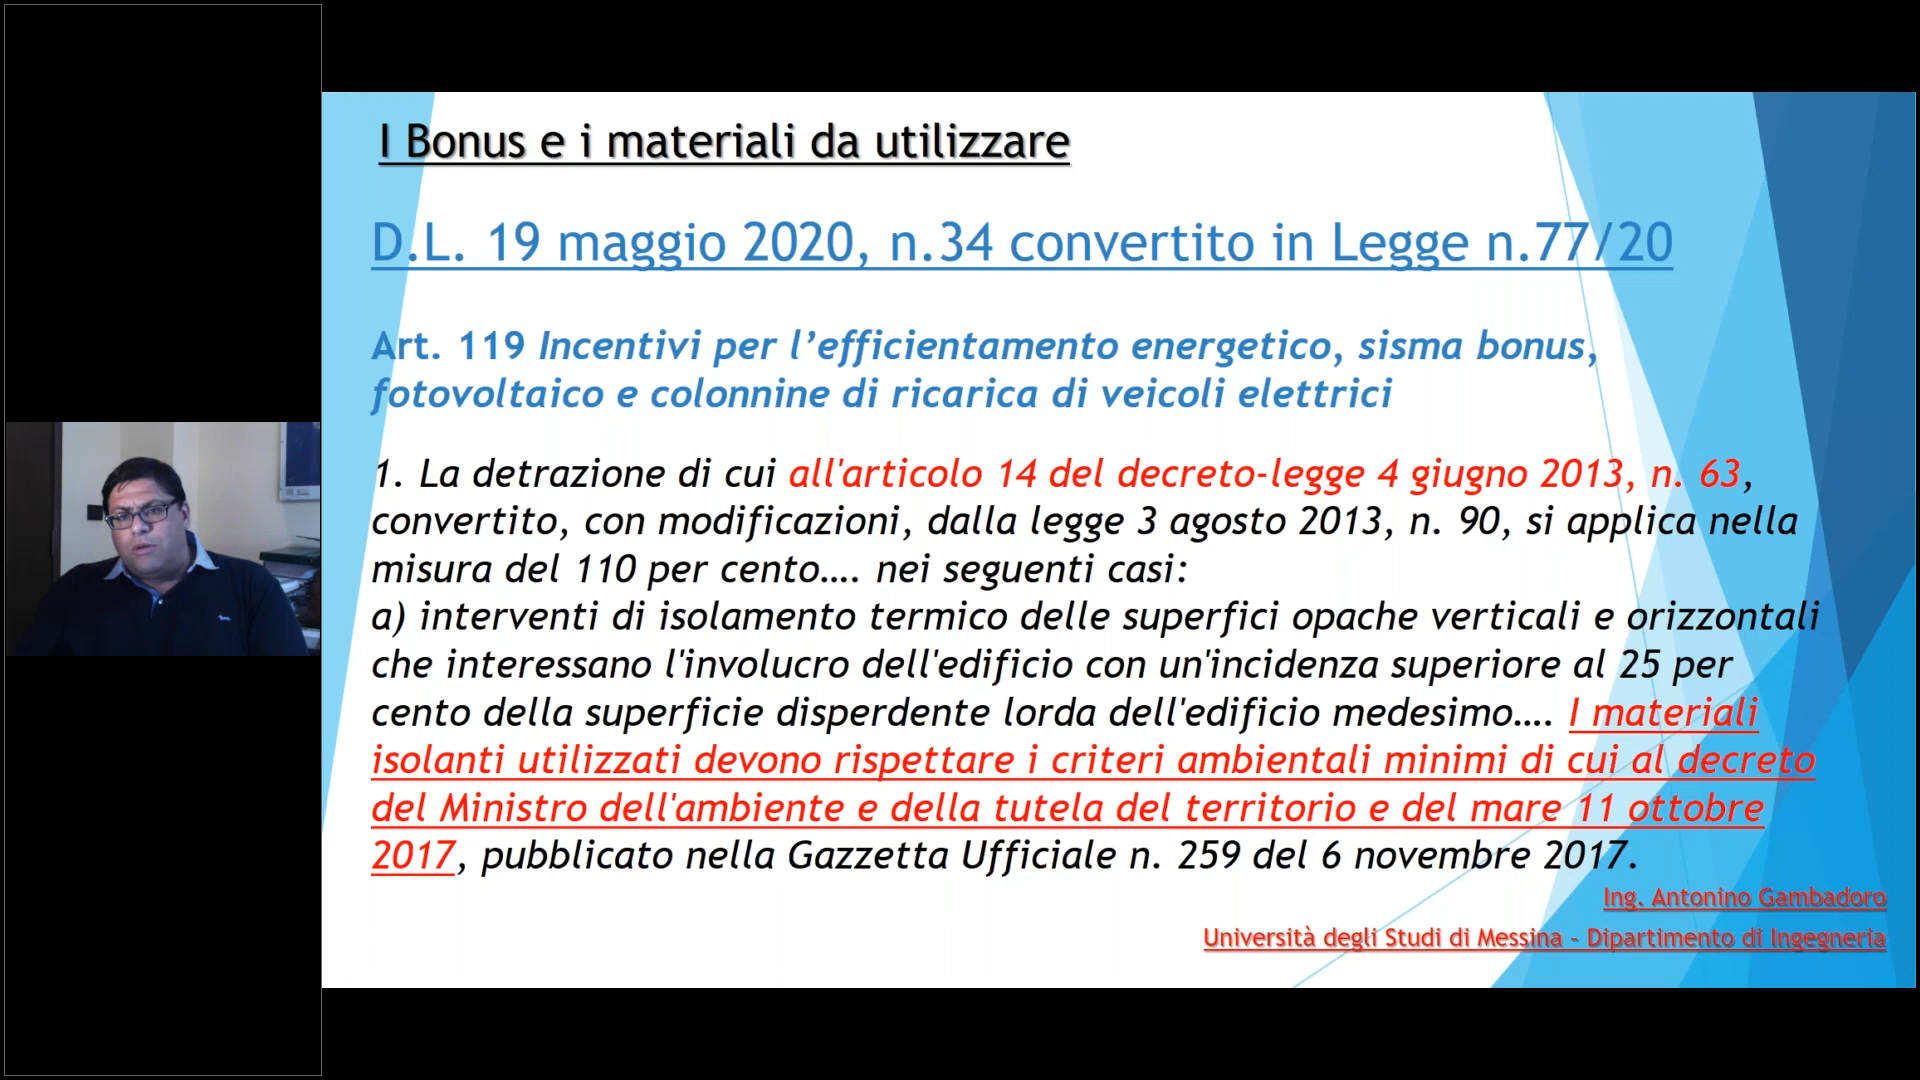 I Bonus e i materiali da utilizzare
D.L. 19 maggio 2020, n.34 convertito in Legge n.77/20
Art. 119 Incentivi per l’efficientamento energetico, sisma bonus,
fotovoltaico e colonnine di ricarica di veicoli elettrici
1. La detrazione di cui all'articolo 14 del decreto-legge 4 giugno 2013, n. 63,
convertito, con modificazioni, dalla legge 3 agosto 2013, n. 90, si applica nella
misura del 110 per cento…. nei seguenti casi:
a) interventi di isolamento termico delle superfici opache verticali e orizzontali
che interessano l'involucro dell'edificio con un'incidenza superiore al 25 per
cento della superficie disperdente lorda dell'edificio medesimo…. I materiali
isolanti utilizzati devono rispettare i criteri ambientali minimi di cui al decreto
del Ministro dell'ambiente e della tutela del territorio e del mare 11 ottobre
2017, pubblicato nella Gazzetta Ufficiale n. 259 del 6 novembre 2017.
Ing. Antonino Gambadoro
Università degli Studi di Messina - Dipartimento di Ingegneria